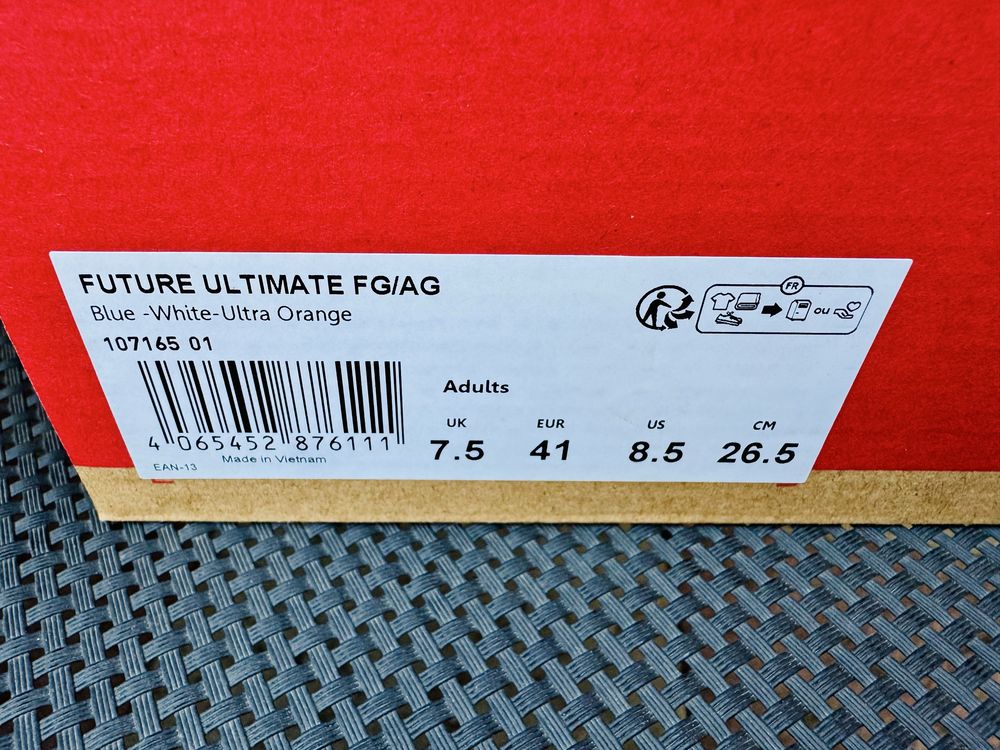 FUTURE ULTIMATE FG/AG
Blue -White-Ultra Orange
107165 01
FR
ou
Adults
UK EUR US CM
7.5 41 8.5 26.5
4 065452 876111
EAN-13 Made in Vietnam